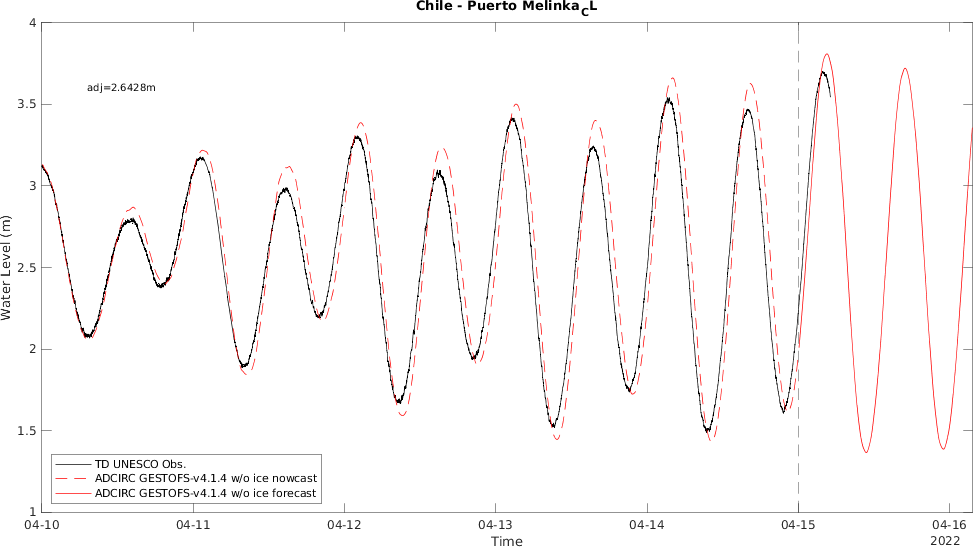 Chile - Puerto Melinka_CL
4
adj=2.6428m
3.5
3
2.5
2
1.5
1
Water Level (m)
TD UNESCO Obs.
ADCIRC GESTOFS-v4.1.4 w/o ice nowcast
ADCIRC GESTOFS-v4.1.4 w/o ice forecast
04-10 04-11 04-12 04-13 04-14 04-15 04-16
Time 2022